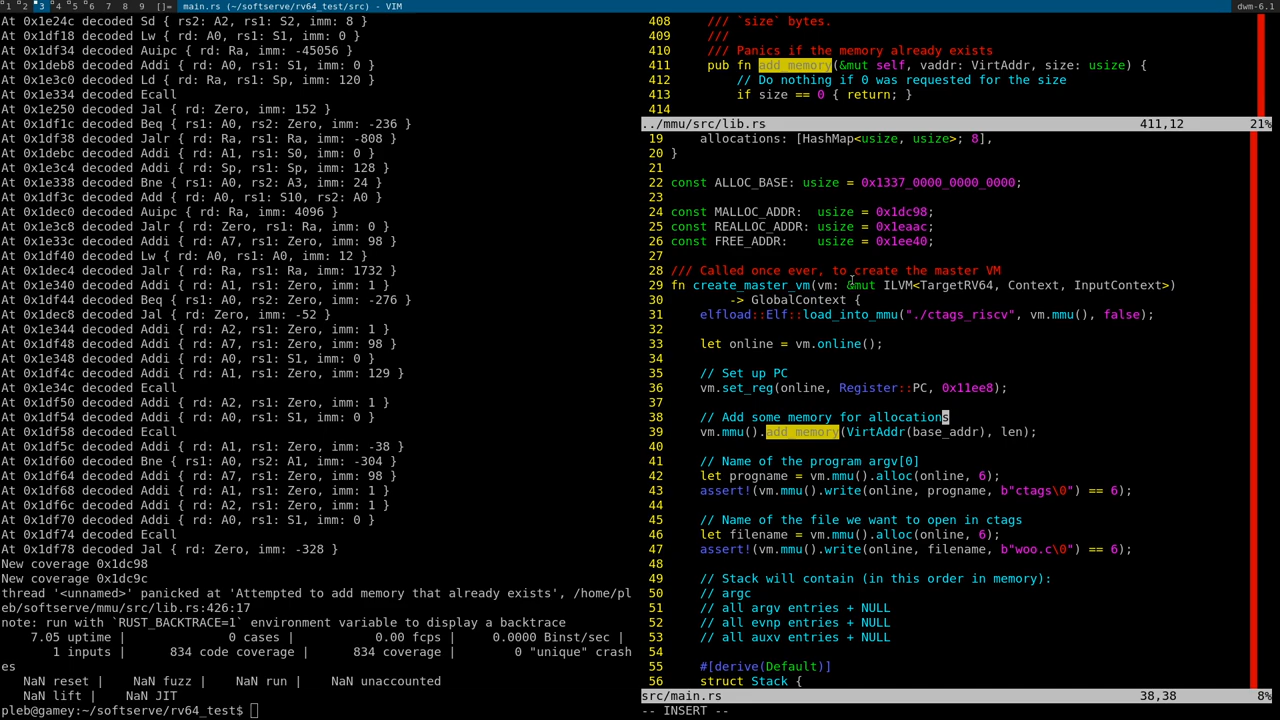 1 2 3 4 5 6 7 8 9 []= main.rs (~/softserve/rv64_test/src) - VIM dwm-6.1
At 0x1e24c decoded Sd { rs1: A2, rs2: S2, imm: 8 }
At 0x1df18 decoded Lw { rd: A0, rs1: S1, imm: 0 }
At 0x1df34 decoded Auipc { rd: Ra, imm: -45056 }
At 0x1deb8 decoded Addi { rd: A0, rs1: S1, imm: 0 }
At 0x1e3c0 decoded Ld { rd: Ra, rs1: Sp, imm: 120 }
At 0x1e334 decoded Ecall
At 0x1e250 decoded Jal { rd: Zero, imm: 152 }
At 0x1df1c decoded Beq { rs1: A0, rs2: Zero, imm: -236 }
At 0x1df38 decoded Jalr { rd: Ra, rs1: Ra, imm: -808 }
At 0x1debc decoded Addi { rd: A1, rs1: S0, imm: 0 }
At 0x1e3c4 decoded Addi { rd: Sp, rs1: Sp, imm: 128 }
At 0x1e338 decoded Bne { rs1: A0, rs2: A3, imm: 24 }
At 0x1df3c decoded Add { rd: A0, rs1: S10, rs2: A0 }
At 0x1dec0 decoded Auipc { rd: Ra, imm: 4096 }
At 0x1e3c8 decoded Jalr { rd: Zero, rs1: Ra, imm: 0 }
At 0x1e33c decoded Addi { rd: A7, rs1: Zero, imm: 98 }
At 0x1df40 decoded Lw { rd: A0, rs1: A0, imm: 12 }
At 0x1dec4 decoded Jalr { rd: Ra, rs1: Ra, imm: 1732 }
At 0x1e340 decoded Addi { rd: A1, rs1: Zero, imm: 1 }
At 0x1df44 decoded Beq { rs1: A0, rs2: Zero, imm: -276 }
At 0x1dec8 decoded Jal { rd: Zero, imm: -52 }
At 0x1e344 decoded Addi { rd: A2, rs1: Zero, imm: 1 }
At 0x1df48 decoded Addi { rd: A7, rs1: Zero, imm: 98 }
At 0x1e348 decoded Addi { rd: A0, rs1: S1, imm: 0 }
At 0x1df4c decoded Addi { rd: A1, rs1: Zero, imm: 129 }
At 0x1e34c decoded Ecall
At 0x1df50 decoded Addi { rd: A2, rs1: Zero, imm: 1 }
At 0x1df54 decoded Addi { rd: A0, rs1: S1, imm: 0 }
At 0x1df58 decoded Ecall
At 0x1df5c decoded Addi { rd: A1, rs1: Zero, imm: -38 }
At 0x1df60 decoded Bne { rs1: A0, rs2: A1, imm: -304 }
At 0x1df64 decoded Addi { rd: A7, rs1: Zero, imm: 98 }
At 0x1df68 decoded Addi { rd: A1, rs1: Zero, imm: 1 }
At 0x1df6c decoded Addi { rd: A2, rs1: Zero, imm: 1 }
At 0x1df70 decoded Addi { rd: A0, rs1: S1, imm: 0 }
At 0x1df74 decoded Ecall
At 0x1df78 decoded Jal { rd: Zero, imm: -328 }
New coverage 0x1dc98
New coverage 0x1dc9c
thread '<unnamed>' panicked at 'Attempted to add memory that already exists', /home/pl
eb/softserve/mmu/src/lib.rs:426:17
note: run with `RUST_BACKTRACE=1` environment variable to display a backtrace
7.05 uptime | 0 cases | 0.00 fcps | 0.0000 Binst/sec |
1 inputs | 834 code coverage | 834 coverage | 0 "unique" crash
es
NaN reset | NaN fuzz | NaN run | NaN unaccounted
NaN lift | NaN JIT
pleb@gamey:~/softserve/rv64_test$
408 /// `size` bytes.
409 ///
410 /// Panics if the memory already exists
411 pub fn add_memory(&mut self, vaddr: VirtAddr, size: usize) {
412 // Do nothing if 0 was requested for the size
413 if size == 0 { return; }
414
../mmu/src/lib.rs 411,12 21%
19 allocations: [HashMap<usize, usize>; 8],
20 }
21
22 const ALLOC_BASE: usize = 0x1337_0000_0000_0000;
23
24 const MALLOC_ADDR: usize = 0x1dc98;
25 const REALLOC_ADDR: usize = 0x1eaac;
26 const FREE_ADDR: usize = 0x1ee40;
27
28 /// Called once ever, to create the master VM
29 fn create_master_vm(vm: &mut ILVM<TargetRV64, Context, InputContext>)
30 -> GlobalContext {
31 elfload::Elf::load_into_mmu("./ctags_riscv", vm.mmu(), false);
32
33 let online = vm.online();
34
35 // Set up PC
36 vm.set_reg(online, Register::PC, 0x11ee8);
37
38 // Add some memory for allocations
39 vm.mmu().add_memory(VirtAddr(base_addr), len);
40
41 // Name of the program argv[0]
42 let progname = vm.mmu().alloc(online, 6);
43 assert!(vm.mmu().write(online, progname, b"ctags\0") == 6);
44
45 // Name of the file we want to open in ctags
46 let filename = vm.mmu().alloc(online, 6);
47 assert!(vm.mmu().write(online, filename, b"woo.c\0") == 6);
48
49 // Stack will contain (in this order in memory):
50 // argc
51 // all argv entries + NULL
52 // all evnp entries + NULL
53 // all auxv entries + NULL
54
55 #[derive(Default)]
56 struct Stack {
src/main.rs 38,38 8%
-- INSERT --